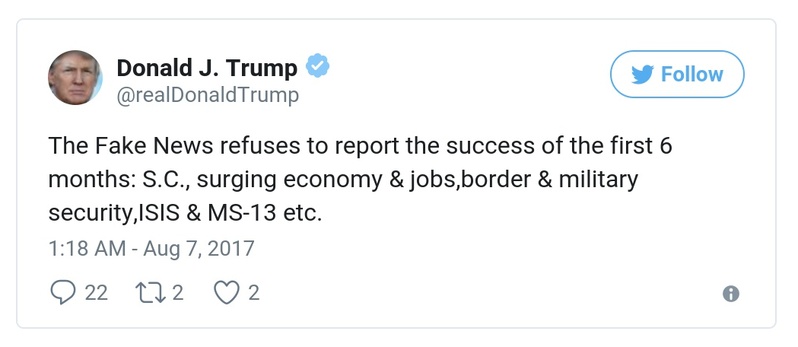 Donald J. Trump
@realDonaldTrump
Follow
The Fake News refuses to report the success of the first 6
months: S.C., surging economy & jobs,border & military
security,ISIS & MS-13 etc.
1:18 AM - Aug 7, 2017
22 2 2